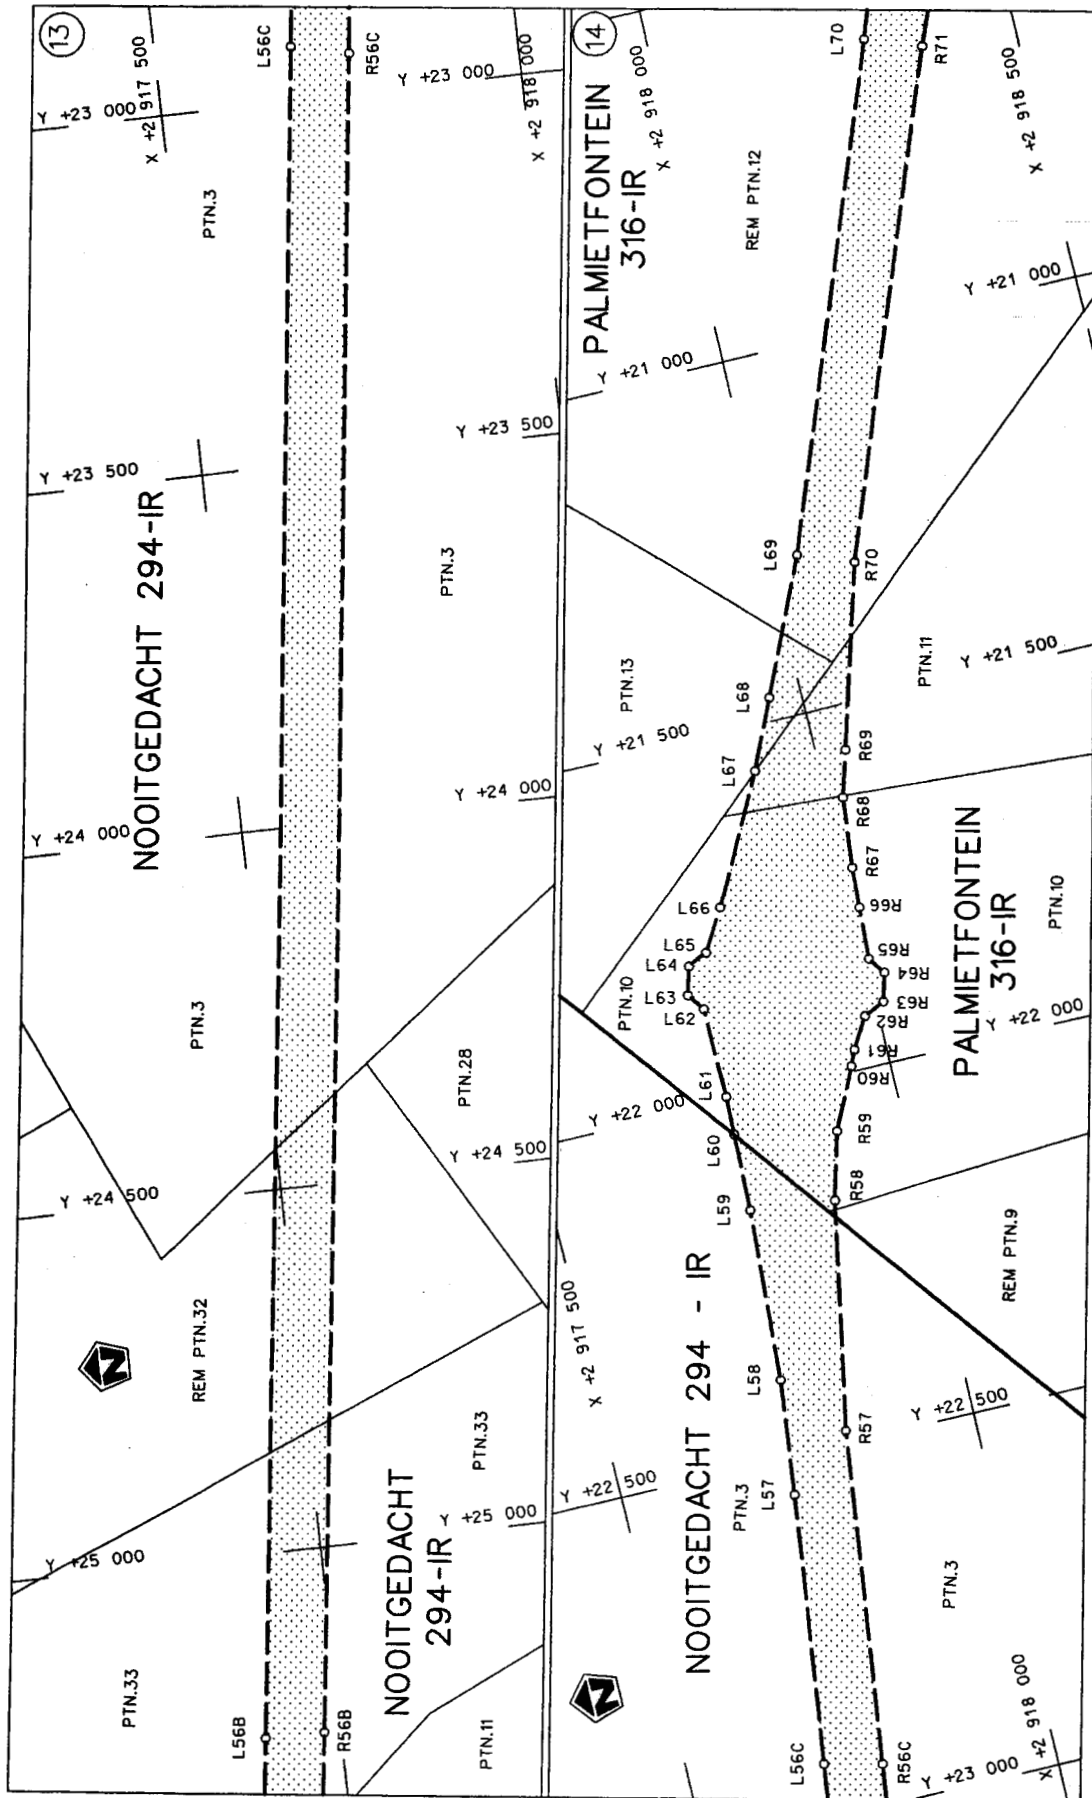 13
X +2 917 500
Y +23 000
L56C
R56C
Y +23 000
X +2 918 000
PTN.3
Y +23 500
Y +23 500
NOOITGEDACHT 294-IR
PTN.3
Y +24 000
Y +24 000
PTN.3
PTN.28
Y +24 500
Y +24 500
REM PTN.32
N
PTN.33
NOOITGEDACHT
294-IR
Y +25 000
Y +25 000
PTN.33
L56B
R56B
PTN.11
14
X +2 918 000
L70
R71
X +2 918 500
PALMIETFONTEIN
316-IR
REM PTN.12
Y +21 000
Y +21 000
L69
R70
PTN.13
PTN.11
Y +21 500
Y +21 500
L68
L67
R69
R68
R67
R66
R65
R64
R63
R62
R61
R60
R59
R58
L66
L65
L64
L63
L62
L61
L60
L59
PTN.10
PTN.10
PALMIETFONTEIN
316-IR
Y +22 000
Y +22 000
REM PTN.9
X +2 917 500
NOOITGEDACHT 294 - IR
L58
R57
L57
Y +22 500
Y +22 500
PTN.3
PTN.3
N
L56C
R56C
Y +23 000
X +2 918 000